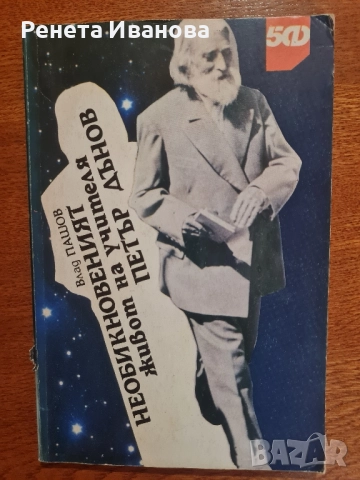 Ренета Иванова
5Ф
Влад ПАШОВ
НЕОБИКНОВЕНИЯТ
живот на учителя
ПЕТЪР ДЪНОВ
BAZAR